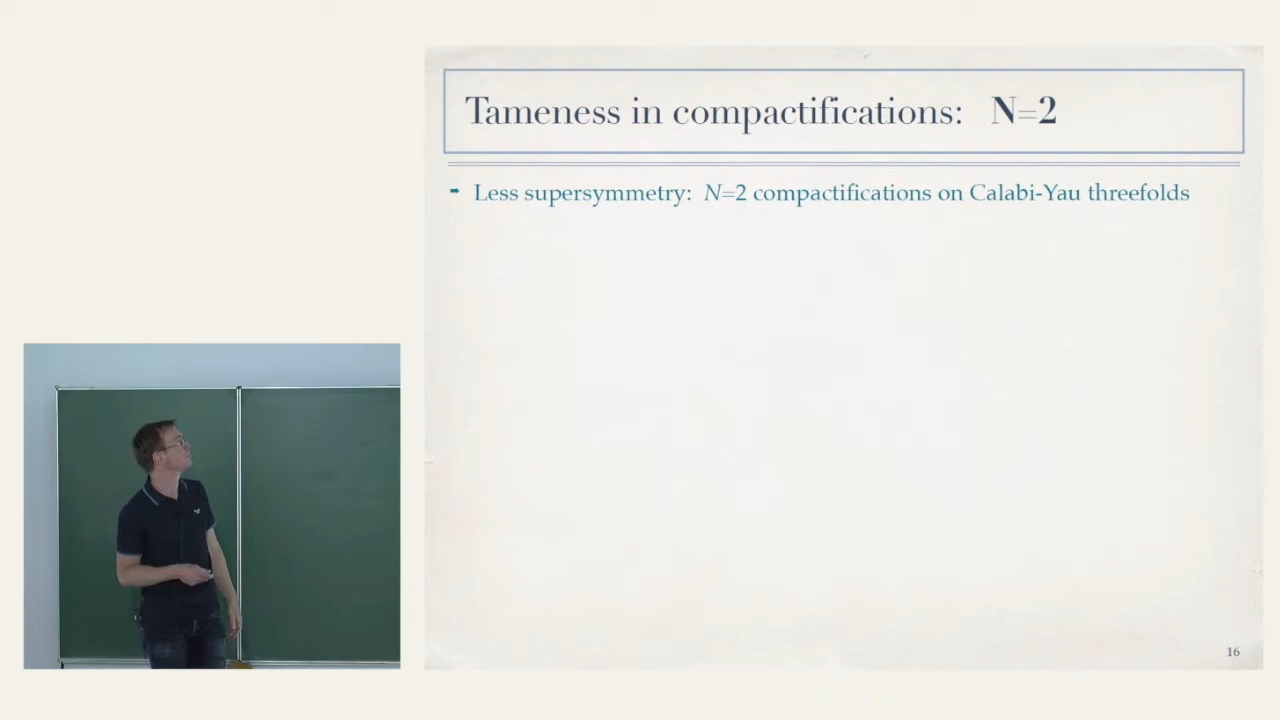 Tameness in compactifications: N=2
➨ Less supersymmetry: N=2 compactifications on Calabi-Yau threefolds
16